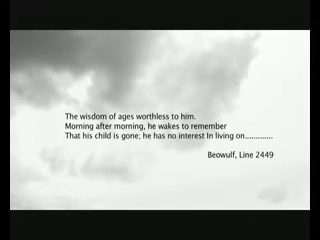 The wisdom of ages worthless to him.
Morning after morning, he wakes to remember
That his child is gone; he has no interest In living on.............
Beowulf, Line 2449